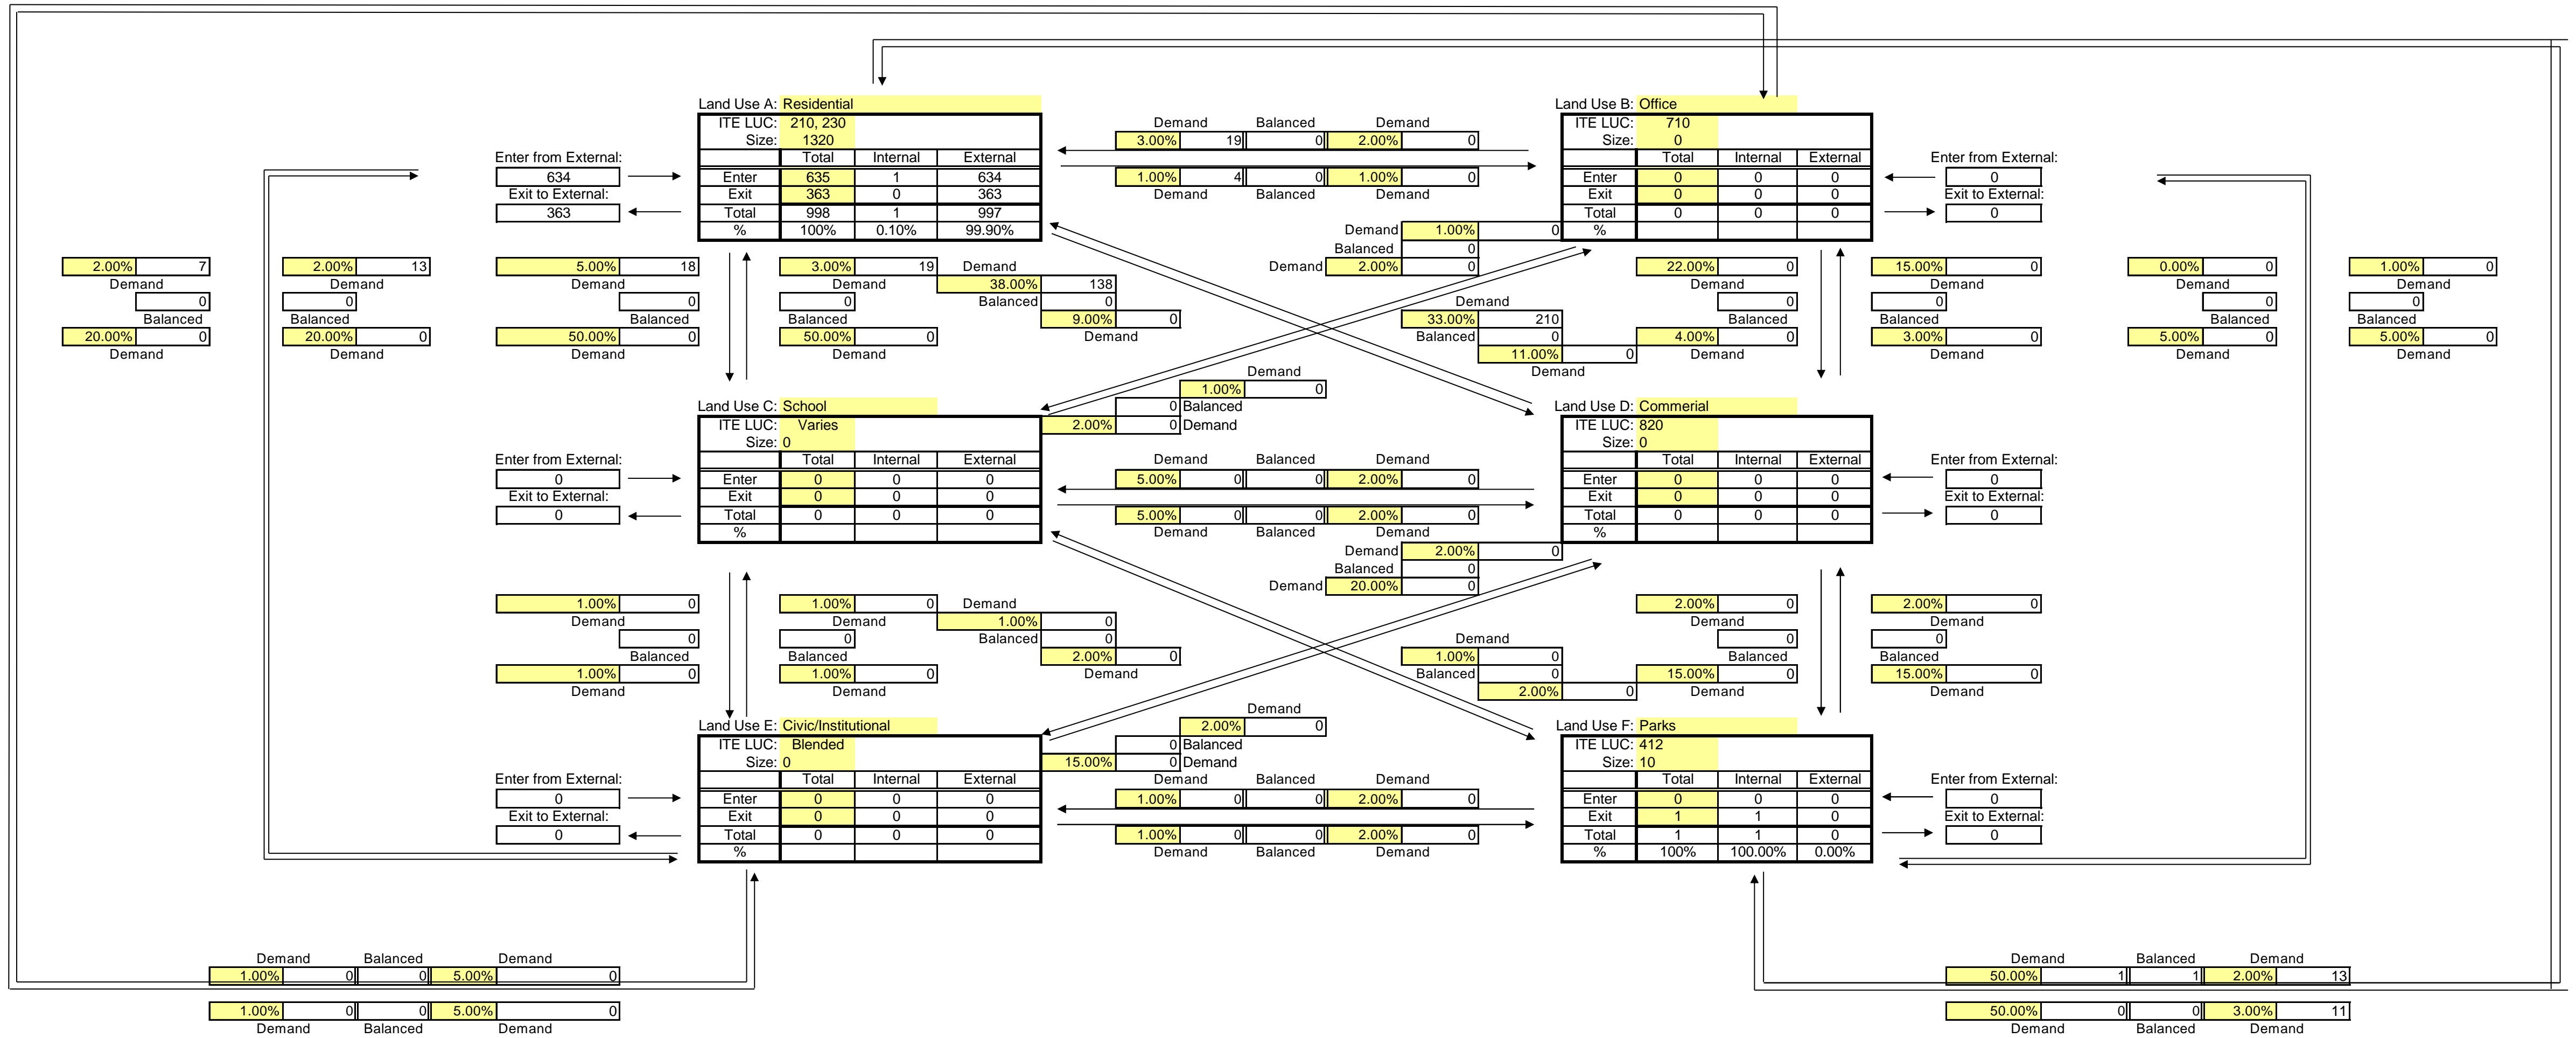 Land Use A: Residential
Land Use B: Office
ITE LUC: 210, 230
Demand Balanced Demand
ITE LUC: 710
Size: 1320
3.00% 19 0 2.00% 0
Size: 0
Enter from External:
Total Internal External
Total Internal External
Enter from External:
634
Enter 635 1 634
1.00% 4 0 1.00% 0
Enter 0 0 0
0
Exit to External:
Exit 363 0 363
Demand Balanced Demand
Exit 0 0 0
Exit to External:
363
Total 998 1 997
Total 0 0 0
0
% 100% 0.10% 99.90%
Demand 1.00% 0
%
Balanced 0
2.00% 7 2.00% 13 5.00% 18 3.00% 19 Demand
Demand 2.00% 0
22.00% 0 15.00% 0 0.00% 0 1.00% 0
Demand Demand Demand Demand 38.00% 138
Demand Demand Demand Demand
0 0 0 0 Balanced 0
Demand
0 0 0 0
Balanced Balanced Balanced Balanced 9.00% 0
33.00% 210
Balanced Balanced Balanced Balanced
20.00% 0 20.00% 0 50.00% 0 50.00% 0 Demand
Balanced 0
4.00% 0 3.00% 0 5.00% 0 5.00% 0
Demand Demand Demand Demand
11.00% 0
Demand Demand Demand Demand
Demand
Demand
1.00% 0
Land Use C: School
0 Balanced
Land Use D: Commerial
ITE LUC: Varies
2.00% 0 Demand
ITE LUC: 820
Size: 0
Size: 0
Enter from External:
Total Internal External
Demand Balanced Demand
Total Internal External
Enter from External:
0
Enter 0 0 0
5.00% 0 0 2.00% 0
Enter 0 0 0
0
Exit to External:
Exit 0 0 0
Exit 0 0 0
Exit to External:
0
Total 0 0 0
5.00% 0 0 2.00% 0
Total 0 0 0
0
%
Demand Balanced Demand
%
Demand 2.00% 0
Balanced 0
Demand 20.00% 0
1.00% 0 1.00% 0 Demand
2.00% 0 2.00% 0
Demand Demand 1.00% 0
Demand Demand
0 0 Balanced 0
Demand
0 0
Balanced Balanced 2.00% 0
1.00% 0
Balanced Balanced
1.00% 0 1.00% 0 Demand
Balanced 0
15.00% 0 15.00% 0
Demand Demand
2.00% 0
Demand Demand
Demand
Land Use E: Civic/Institutional
2.00% 0
Land Use F: Parks
ITE LUC: Blended
0 Balanced
ITE LUC: 412
Size: 0
15.00% 0 Demand
Size: 10
Enter from External:
Total Internal External
Demand Balanced Demand
Total Internal External
Enter from External:
0
Enter 0 0 0
1.00% 0 0 2.00% 0
Enter 0 0 0
0
Exit to External:
Exit 0 0 0
Exit 1 1 0
Exit to External:
0
Total 0 0 0
1.00% 0 0 2.00% 0
Total 1 1 0
0
%
Demand Balanced Demand
% 100% 100.00% 0.00%
Demand Balanced Demand
Demand Balanced Demand
1.00% 0 0 5.00% 0
50.00% 1 1 2.00% 13
1.00% 0 0 5.00% 0
50.00% 0 0 3.00% 11
Demand Balanced Demand
Demand Balanced Demand